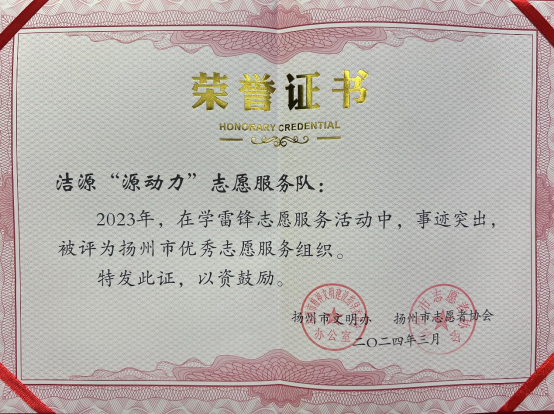 荣誉证书
HONORARY CREDENTIAL
洁源“源动力”志愿服务队:
2023年，在学雷锋志愿服务活动中，事迹突出，
被评为扬州市优秀志愿服务组织。
特发此证，以资鼓励。
扬州市文明办 扬州市志愿者协会
办公室
二〇二四年三月